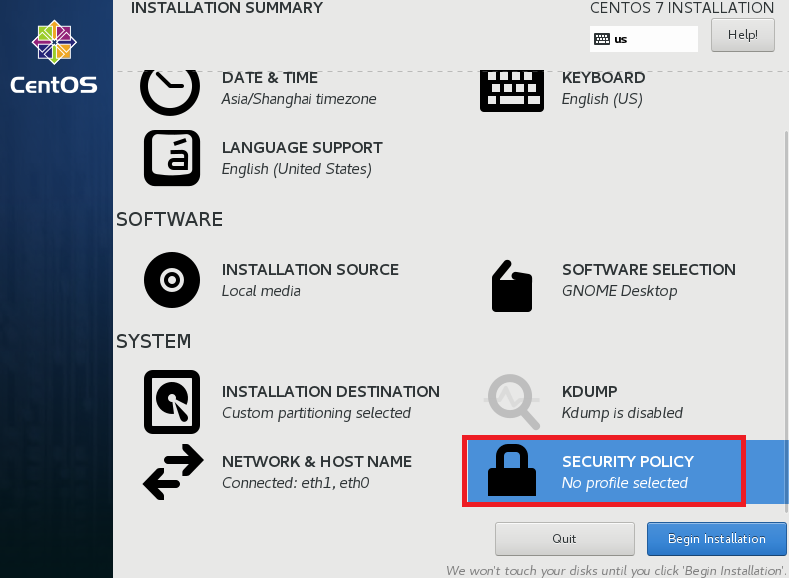 INSTALLATION SUMMARY
CENTOS 7 INSTALLATION
us
Help!
CentOS
DATE & TIME
Asia/Shanghai timezone
KEYBOARD
English (US)
LANGUAGE SUPPORT
English (United States)
SOFTWARE
INSTALLATION SOURCE
Local media
SOFTWARE SELECTION
GNOME Desktop
SYSTEM
INSTALLATION DESTINATION
Custom partitioning selected
KDUMP
Kdump is disabled
NETWORK & HOST NAME
Connected: eth1, eth0
SECURITY POLICY
No profile selected
Quit
Begin Installation
We won't touch your disks until you click 'Begin Installation'.